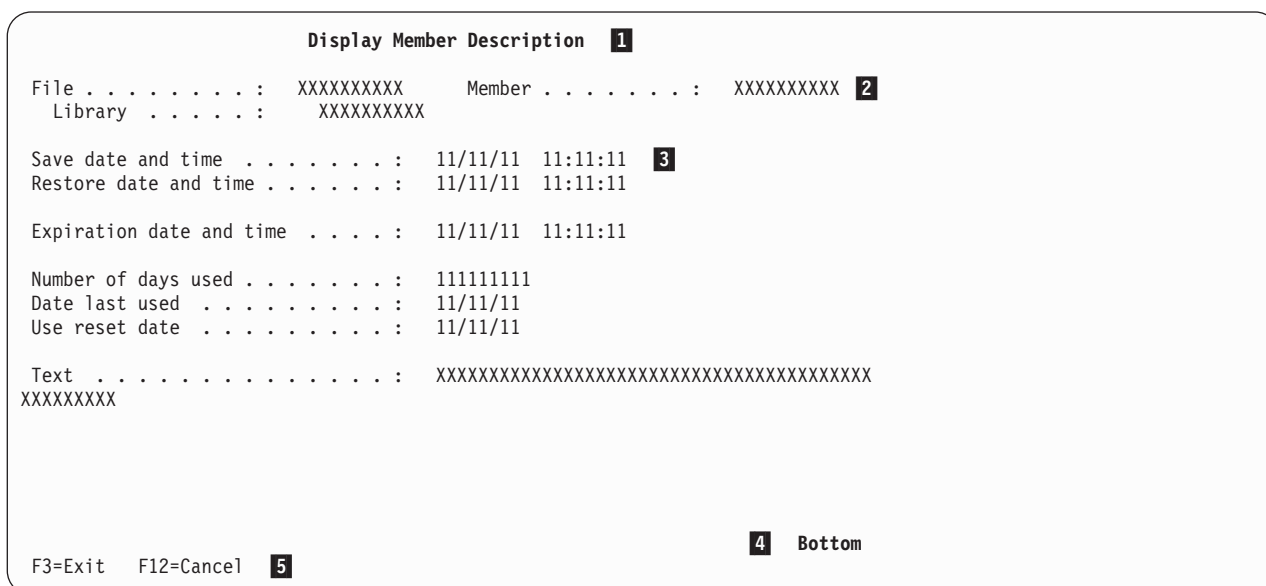 Display Member Description 1
File . . . . . . . . : XXXXXXXXXX Member . . . . . . . : XXXXXXXXXX 2
Library . . . . . : XXXXXXXXXX
Save date and time . . . . . . . : 11/11/11 11:11:11 3
Restore date and time . . . . . . : 11/11/11 11:11:11
Expiration date and time . . . . : 11/11/11 11:11:11
Number of days used . . . . . . . : 111111111
Date last used . . . . . . . . . : 11/11/11
Use reset date . . . . . . . . . : 11/11/11
Text . . . . . . . . . . . . . . : XXXXXXXXXXXXXXXXXXXXXXXXXXXXXXXXXXXXXXXXX
XXXXXXXXX
4 Bottom
F3=Exit F12=Cancel 5